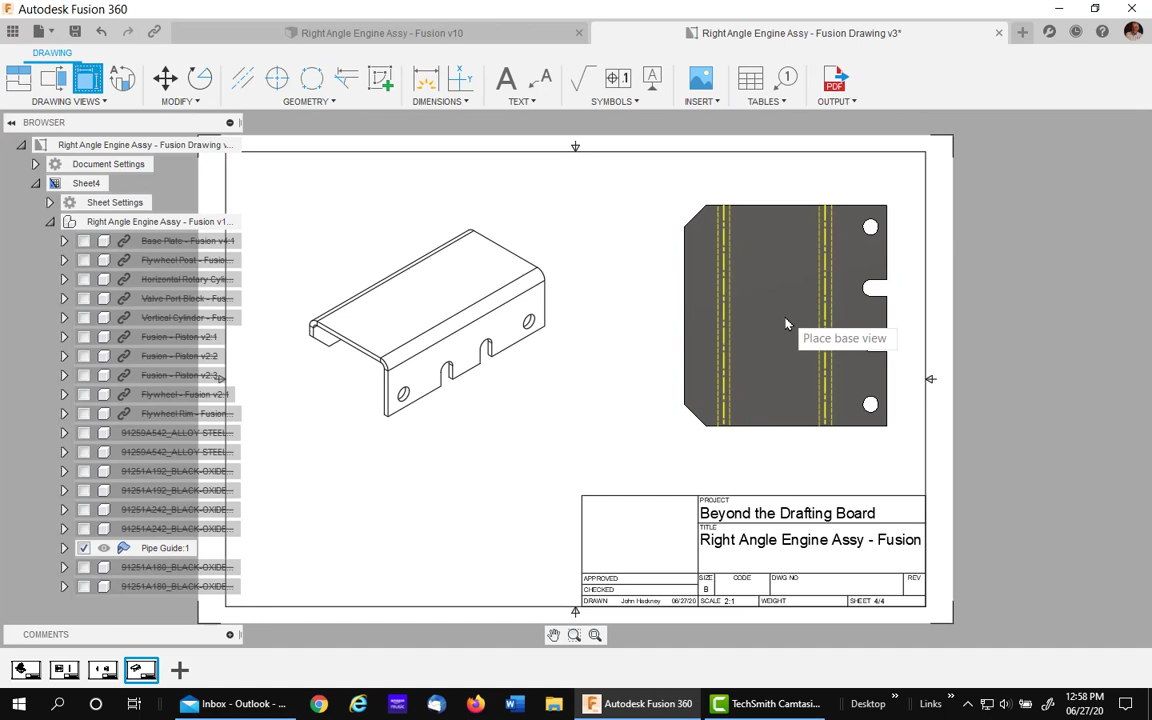 Autodesk Fusion 360
Right Angle Engine Assy - Fusion v10
Right Angle Engine Assy - Fusion Drawing v3*
DRAWING
DRAWING VIEWS
MODIFY
GEOMETRY
DIMENSIONS
TEXT
SYMBOLS
INSERT
TABLES
OUTPUT
BROWSER
Right Angle Engine Assy - Fusion Drawing v...
Document Settings
Sheet4
Sheet Settings
Right Angle Engine Assy - Fusion v1...
Base Plate - Fusion v4:1
Flywheel Post - Fusio...
Horizontal Rotary Cyli...
Valve Port Block - Fus...
Vertical Cylinder - Fus...
Fusion - Piston v2:1
Fusion - Piston v2:2
Fusion - Piston v2:3
Flywheel - Fusion v2:1
Flywheel Rim - Fusion...
91259A542_ALLOY STEEL...
91259A542_ALLOY STEEL...
91251A192_BLACK-OXIDE...
91251A192_BLACK-OXIDE...
91251A242_BLACK-OXIDE...
91251A242_BLACK-OXIDE...
Pipe Guide:1
91251A180_BLACK-OXIDE...
91251A180_BLACK-OXIDE...
Place base view
PROJECT
Beyond the Drafting Board
TITLE
Right Angle Engine Assy - Fusion
APPROVED
CHECKED
DRAWN John Hackney 06/27/20
SIZE
B
CODE
DWG NO
REV
SCALE 2:1
WEIGHT
SHEET 4/4
COMMENTS
Inbox - Outlook - ...
Autodesk Fusion 360
TechSmith Camtasi...
Desktop
Links
12:58 PM
06/27/20